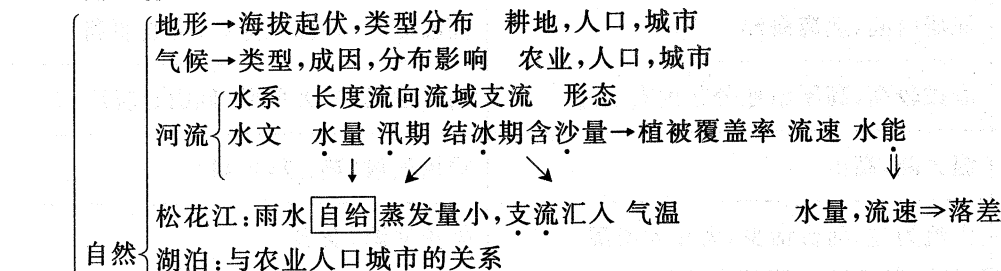 地形→海拔起伏,类型分布 耕地,人口,城市
气候→类型,成因,分布影响 农业,人口,城市
水系 长度流向流域支流 形态
河流 水文 水量 汛期 结冰期含沙量→植被覆盖率 流速 水能
松花江:雨水 自给 蒸发量小,支流汇入 气温 水量,流速⇒落差
自然 湖泊:与农业人口城市的关系